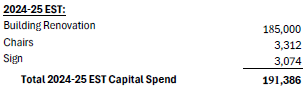 2024-25 EST:
Building Renovation 185,000
Chairs 3,312
Sign 3,074
Total 2024-25 EST Capital Spend 191,386